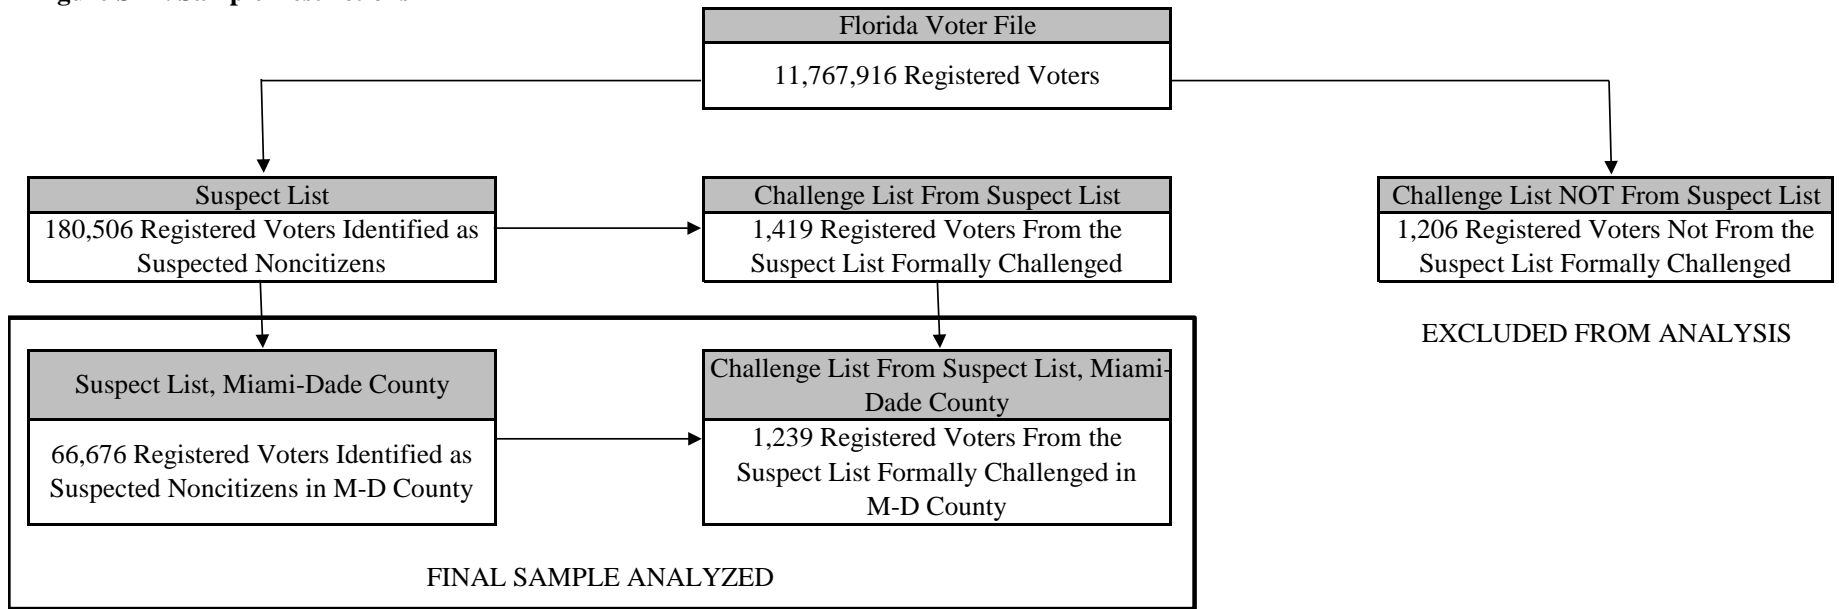 Florida Voter File
11,767,916 Registered Voters
Suspect List
180,506 Registered Voters Identified as
Suspected Noncitizens
Challenge List From Suspect List
1,419 Registered Voters From the
Suspect List Formally Challenged
Challenge List NOT From Suspect List
1,206 Registered Voters Not From the
Suspect List Formally Challenged
EXCLUDED FROM ANALYSIS
Suspect List, Miami-Dade County
66,676 Registered Voters Identified as
Suspected Noncitizens in M-D County
Challenge List From Suspect List, Miami-
Dade County
1,239 Registered Voters From the
Suspect List Formally Challenged in
M-D County
FINAL SAMPLE ANALYZED